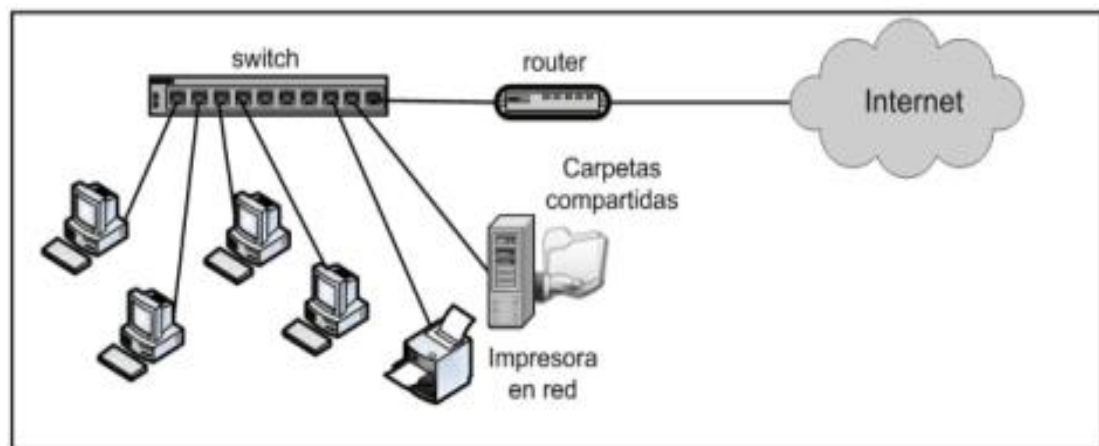 switch
router
Internet
Carpetas
compartidas
Impresora
en red